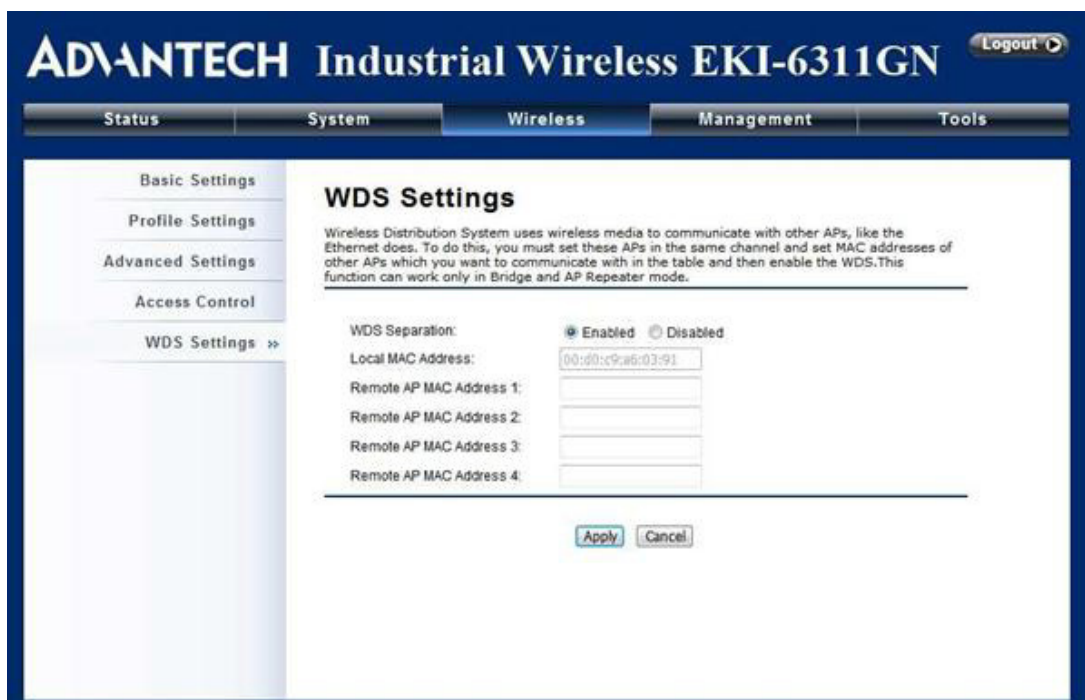 ADVANTECH Industrial Wireless EKI-6311GN
Logout
Status System Wireless Management Tools
Basic Settings
Profile Settings
Advanced Settings
Access Control
WDS Settings »
WDS Settings
Wireless Distribution System uses wireless media to communicate with other APs, like the
Ethernet does. To do this, you must set these APs in the same channel and set MAC addresses of
other APs which you want to communicate with in the table and then enable the WDS.This
function can work only in Bridge and AP Repeater mode.
WDS Separation: Enabled Disabled
Local MAC Address: 00:d0:c9:a6:03:91
Remote AP MAC Address 1:
Remote AP MAC Address 2:
Remote AP MAC Address 3:
Remote AP MAC Address 4:
Apply Cancel